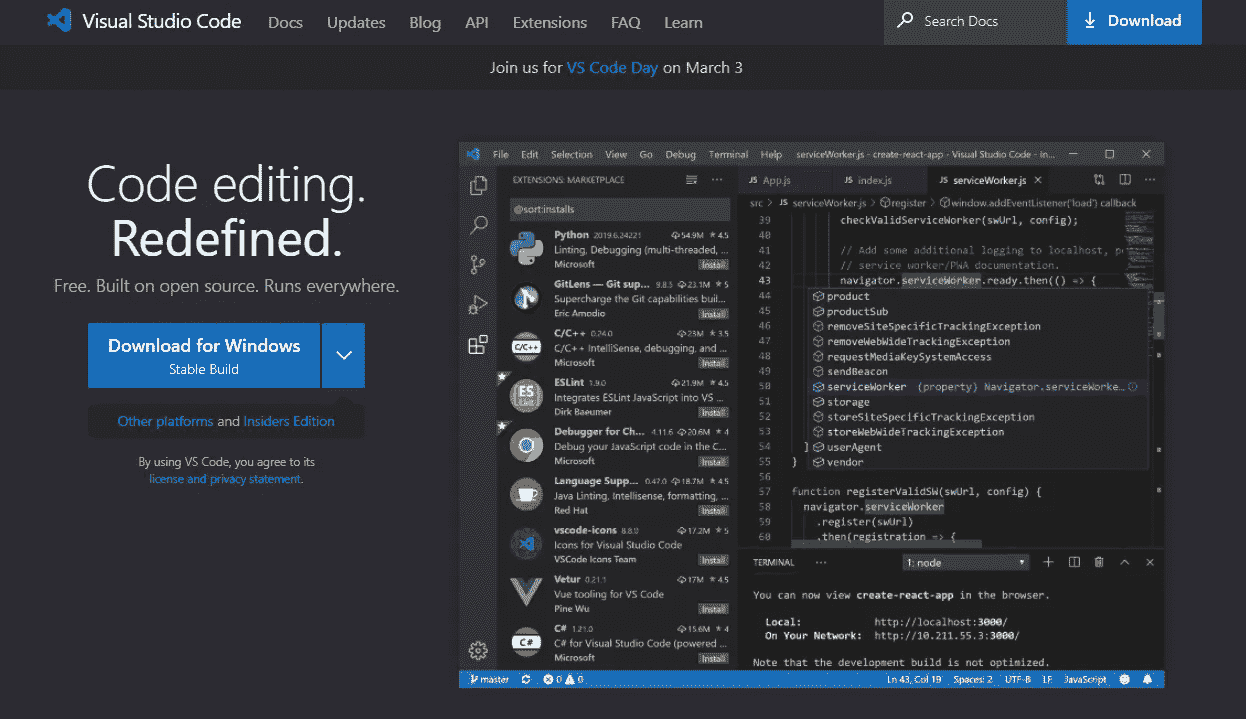 Visual Studio Code Docs Updates Blog API Extensions FAQ Learn Search Docs Download
Join us for VS Code Day on March 3
Code editing.
Redefined.
Free. Built on open source. Runs everywhere.
Download for Windows
Stable Build
Other platforms and Insiders Edition
By using VS Code, you agree to its
license and privacy statement.
File Edit Selection View Go Debug Terminal Help serviceWorker.js - create-react-app - Visual Studio Code - In...
EXTENSIONS: MARKETPLACE
@sort:installs
Python 2019.6.24221 54.9M 4.5
Linting, Debugging (multi-threaded, ...
Microsoft Install
GitLens — Git sup... 9.8.5 23.1M 5
Supercharge the Git capabilities buil...
Eric Amodio Install
C/C++ 0.24.0 23M 3.5
C/C++ IntelliSense, debugging, and ...
Microsoft Install
ESLint 1.9.0 21.9M 4.5
Integrates ESLint JavaScript into VS ...
Dirk Baeumer Install
Debugger for Ch... 4.11.6 20.6M 4
Debug your JavaScript code in the C...
Microsoft Install
Language Supp... 0.47.0 18.7M 4.5
Java Linting, Intellisense, formatting, ...
Red Hat Install
vscode-icons 8.8.0 17.2M 5
Icons for Visual Studio Code
VSCode Icons Team Install
Vetur 0.21.1 17M 4.5
Vue tooling for VS Code
Pine Wu Install
C# 1.21.0 15.6M 4
C# for Visual Studio Code (powered ...
Microsoft Install
C/C++
ES
Lint
C#
JS App.js JS index.js JS serviceWorker.js
src > JS serviceWorker.js > register > window.addEventListener('load') callback
39 checkValidServiceWorker(swUrl, config);
40
41 // Add some additional logging to localhost, p
42 // service worker/PWA documentation.
43 navigator.serviceWorker.ready.then(() => {
44 product
45 productSub
46 removeSiteSpecificTrackingException
47 removeWebWideTrackingException
48 requestMediaKeySystemAccess
49 sendBeacon
50 serviceWorker (property) Navigator.serviceWorke...
51 storage
52 storeSiteSpecificTrackingException
53 storeWebWideTrackingException
54 } userAgent
55 } vendor
56
57 function registerValidSW(swUrl, config) {
58 navigator.serviceWorker
59 .register(swUrl)
60 .then(registration => {
TERMINAL ... 1: node
You can now view create-react-app in the browser.
Local: http://localhost:3000/
On Your Network: http://10.211.55.3:3000/
Note that the development build is not optimized.
master 0 0 Ln 43, Col 19 Spaces: 2 UTF-8 LF JavaScript